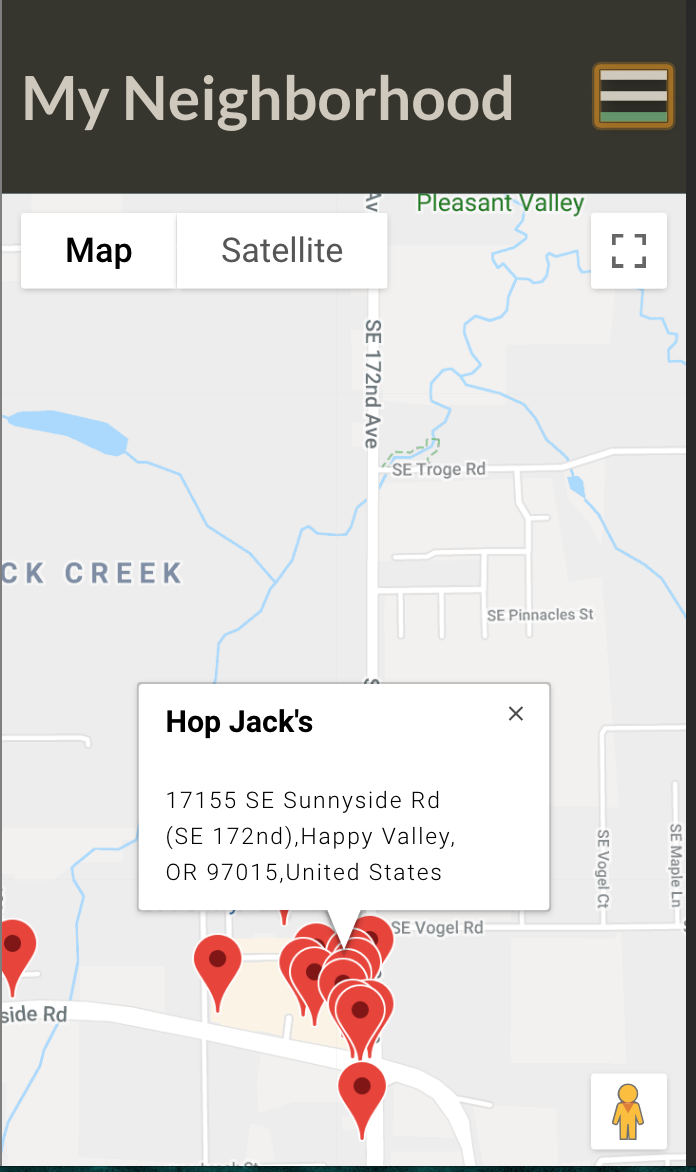 My Neighborhood
Pleasant Valley
Map
Satellite
SE 172nd Ave
SE Troge Rd
CK CREEK
SE Pinnacles St
Hop Jack's
17155 SE Sunnyside Rd
(SE 172nd),Happy Valley,
OR 97015,United States
SE Vogel Ct
SE Maple Ln
SE Vogel Rd
side Rd